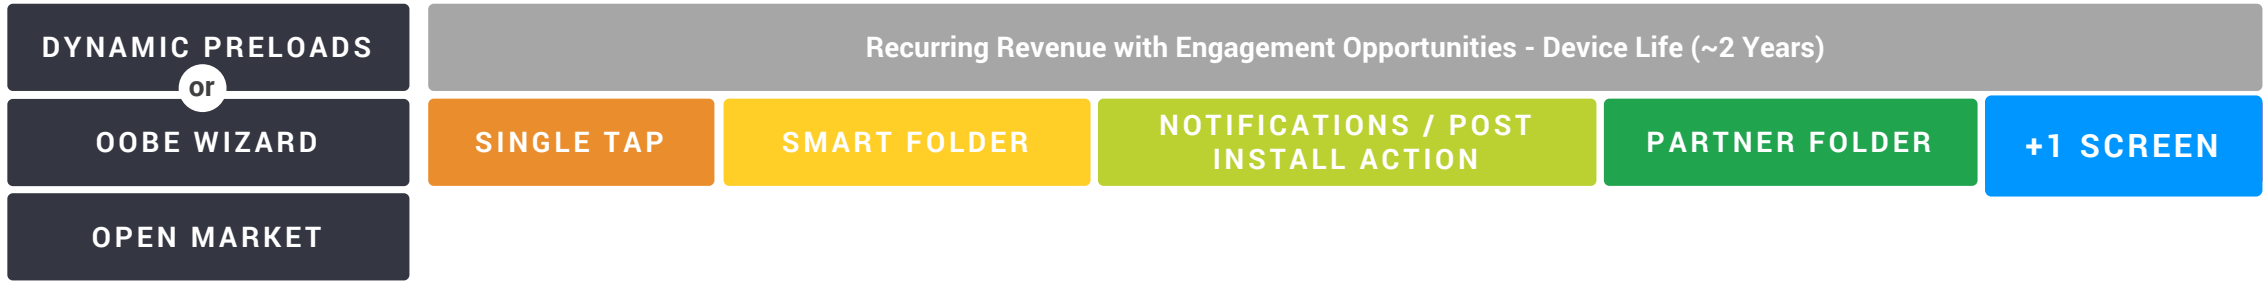 DYNAMIC PRELOADS
or
OOBE WIZARD
OPEN MARKET
Recurring Revenue with Engagement Opportunities - Device Life (~2 Years)
SINGLE TAP
SMART FOLDER
NOTIFICATIONS / POST
INSTALL ACTION
PARTNER FOLDER
+1 SCREEN